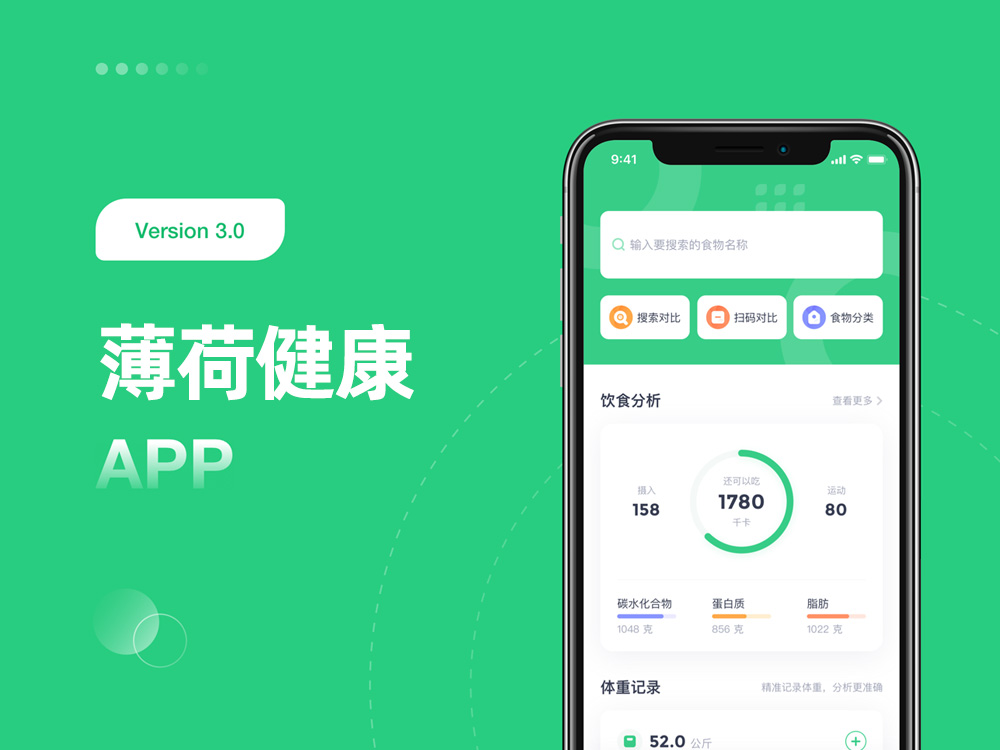 Version 3.0
薄荷健康
APP
9:41
输入要搜索的食物名称
搜索对比
扫码对比
食物分类
饮食分析
查看更多
摄入
158
还可以吃
1780
千卡
运动
80
碳水化合物
1048 克
蛋白质
856 克
脂肪
1022 克
体重记录
精准记录体重，分析更准确
52.0 公斤